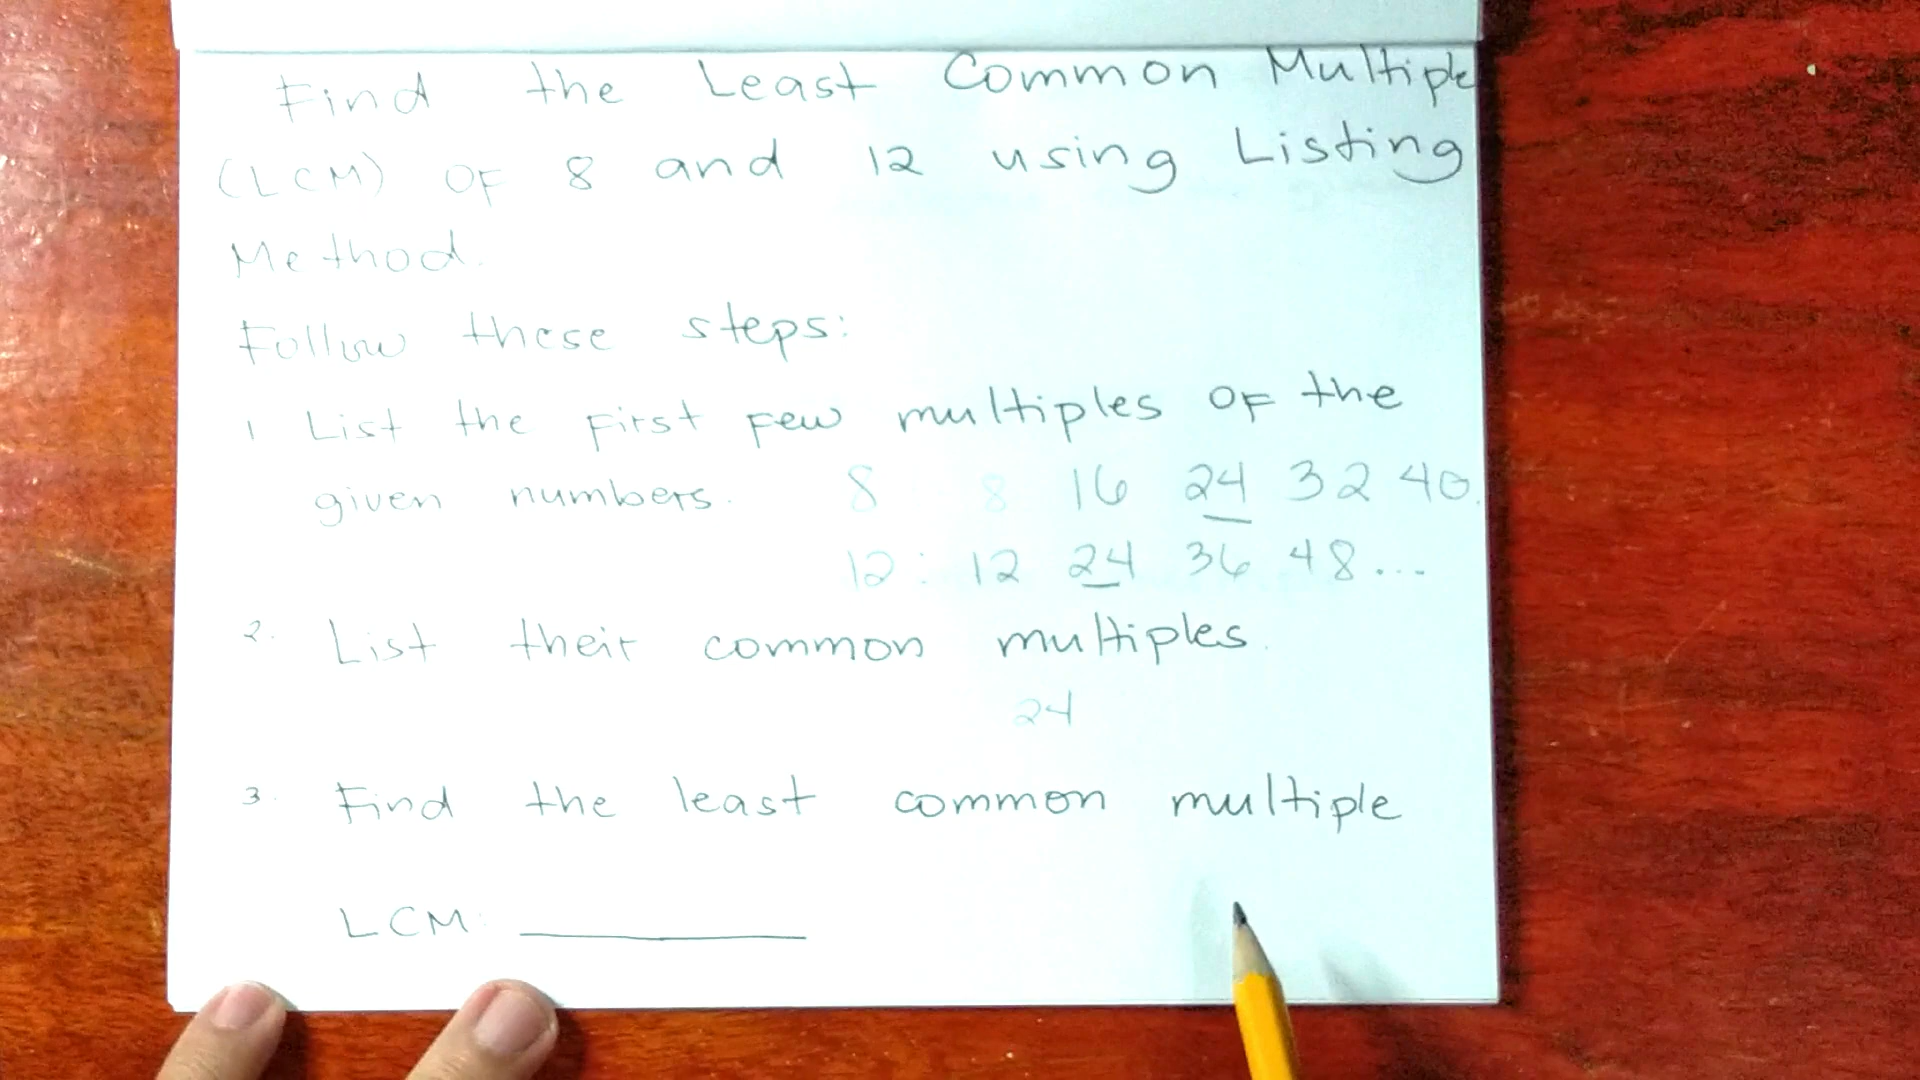 Find the Least Common Multiple
(LCM) OF 8 and 12 using Listing
Method.
Follow these steps:
1 List the first few multiples of the
given numbers. 8 8 16 24 32 40.
12: 12 24 36 48...
2. List their common multiples.
24
3. Find the least common multiple
LCM: __________